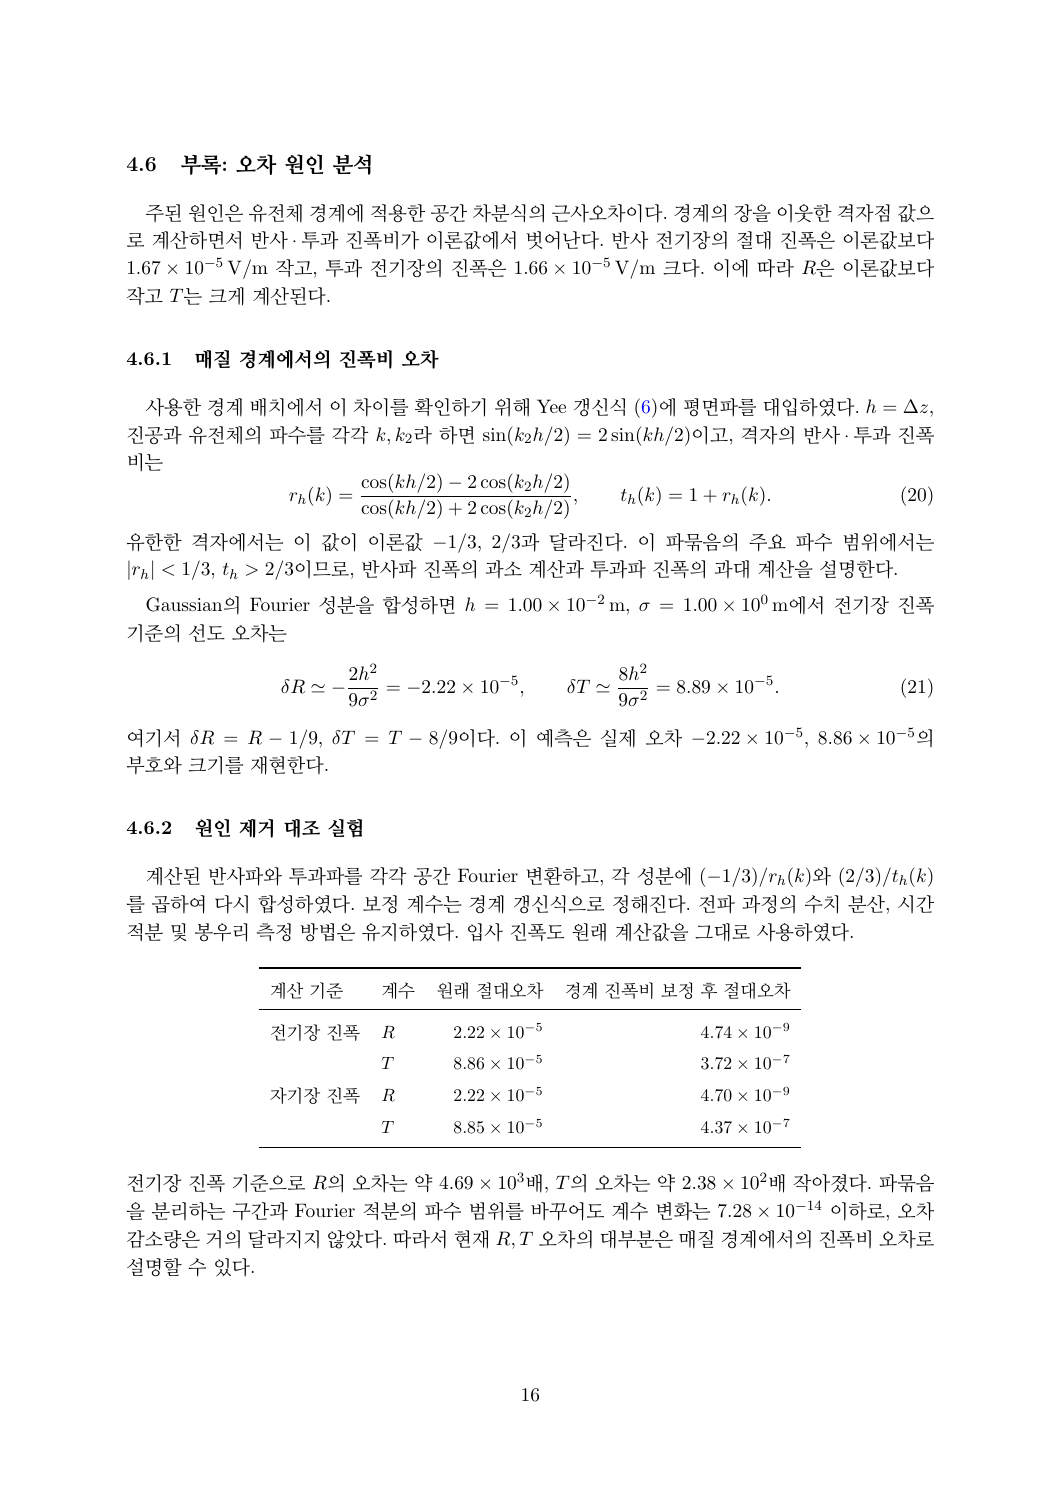 4.6 부록: 오차 원인 분석
주된 원인은 유전체 경계에 적용한 공간 차분식의 근사오차이다. 경계의 장을 이웃한 격자점 값으
로 계산하면서 반사·투과 진폭비가 이론값에서 벗어난다. 반사 전기장의 절대 진폭은 이론값보다
1.67 × 10⁻⁵ V/m 작고, 투과 전기장의 진폭은 1.66 × 10⁻⁵ V/m 크다. 이에 따라 R은 이론값보다
작고 T는 크게 계산된다.
4.6.1 매질 경계에서의 진폭비 오차
사용한 경계 배치에서 이 차이를 확인하기 위해 Yee 갱신식 (6)에 평면파를 대입하였다. h = Δz,
진공과 유전체의 파수를 각각 k, k₂라 하면 sin(k₂h/2) = 2 sin(kh/2)이고, 격자의 반사·투과 진폭
비는
r_h(k) = (cos(kh/2) − 2 cos(k₂h/2))/(cos(kh/2) + 2 cos(k₂h/2)), t_h(k) = 1 + r_h(k). (20)
유한한 격자에서는 이 값이 이론값 −1/3, 2/3과 달라진다. 이 파묶음의 주요 파수 범위에서는
|r_h| < 1/3, t_h > 2/3이므로, 반사파 진폭의 과소 계산과 투과파 진폭의 과대 계산을 설명한다.
Gaussian의 Fourier 성분을 합성하면 h = 1.00 × 10⁻² m, σ = 1.00 × 10⁰ m에서 전기장 진폭
기준의 선도 오차는
δR ≃ −2h²/9σ² = −2.22 × 10⁻⁵, δT ≃ 8h²/9σ² = 8.89 × 10⁻⁵. (21)
여기서 δR = R − 1/9, δT = T − 8/9이다. 이 예측은 실제 오차 −2.22 × 10⁻⁵, 8.86 × 10⁻⁵의
부호와 크기를 재현한다.
4.6.2 원인 제거 대조 실험
계산된 반사파와 투과파를 각각 공간 Fourier 변환하고, 각 성분에 (−1/3)/r_h(k)와 (2/3)/t_h(k)
를 곱하여 다시 합성하였다. 보정 계수는 경계 갱신식으로 정해진다. 전파 과정의 수치 분산, 시간
적분 및 봉우리 측정 방법은 유지하였다. 입사 진폭도 원래 계산값을 그대로 사용하였다.
계산 기준 계수 원래 절대오차 경계 진폭비 보정 후 절대오차
전기장 진폭 R 2.22 × 10⁻⁵ 4.74 × 10⁻⁹
T 8.86 × 10⁻⁵ 3.72 × 10⁻⁷
자기장 진폭 R 2.22 × 10⁻⁵ 4.70 × 10⁻⁹
T 8.85 × 10⁻⁵ 4.37 × 10⁻⁷
전기장 진폭 기준으로 R의 오차는 약 4.69 × 10³배, T의 오차는 약 2.38 × 10²배 작아졌다. 파묶음
을 분리하는 구간과 Fourier 적분의 파수 범위를 바꾸어도 계수 변화는 7.28 × 10⁻¹⁴ 이하로, 오차
감소량은 거의 달라지지 않았다. 따라서 현재 R, T 오차의 대부분은 매질 경계에서의 진폭비 오차로
설명할 수 있다.
16